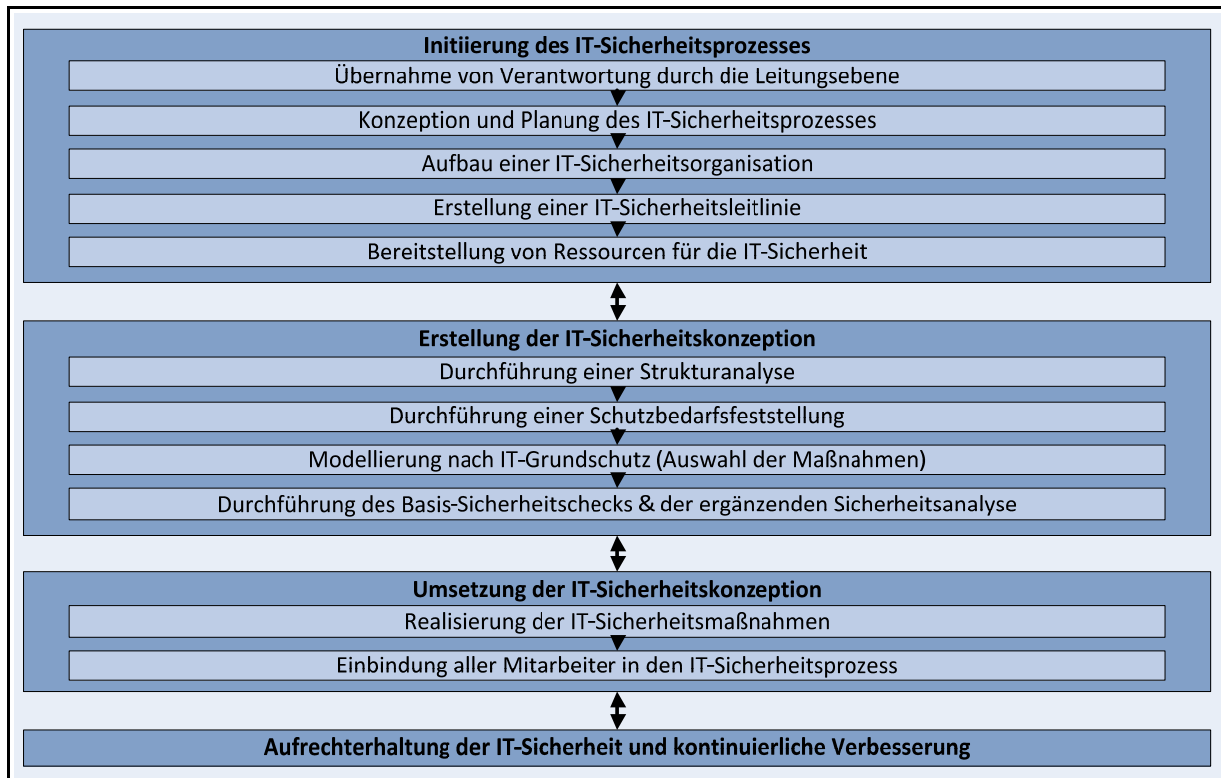 Initiierung des IT-Sicherheitsprozesses
Übernahme von Verantwortung durch die Leitungsebene
Konzeption und Planung des IT-Sicherheitsprozesses
Aufbau einer IT-Sicherheitsorganisation
Erstellung einer IT-Sicherheitsleitlinie
Bereitstellung von Ressourcen für die IT-Sicherheit
Erstellung der IT-Sicherheitskonzeption
Durchführung einer Strukturanalyse
Durchführung einer Schutzbedarfsfeststellung
Modellierung nach IT-Grundschutz (Auswahl der Maßnahmen)
Durchführung des Basis-Sicherheitschecks & der ergänzenden Sicherheitsanalyse
Umsetzung der IT-Sicherheitskonzeption
Realisierung der IT-Sicherheitsmaßnahmen
Einbindung aller Mitarbeiter in den IT-Sicherheitsprozess
Aufrechterhaltung der IT-Sicherheit und kontinuierliche Verbesserung